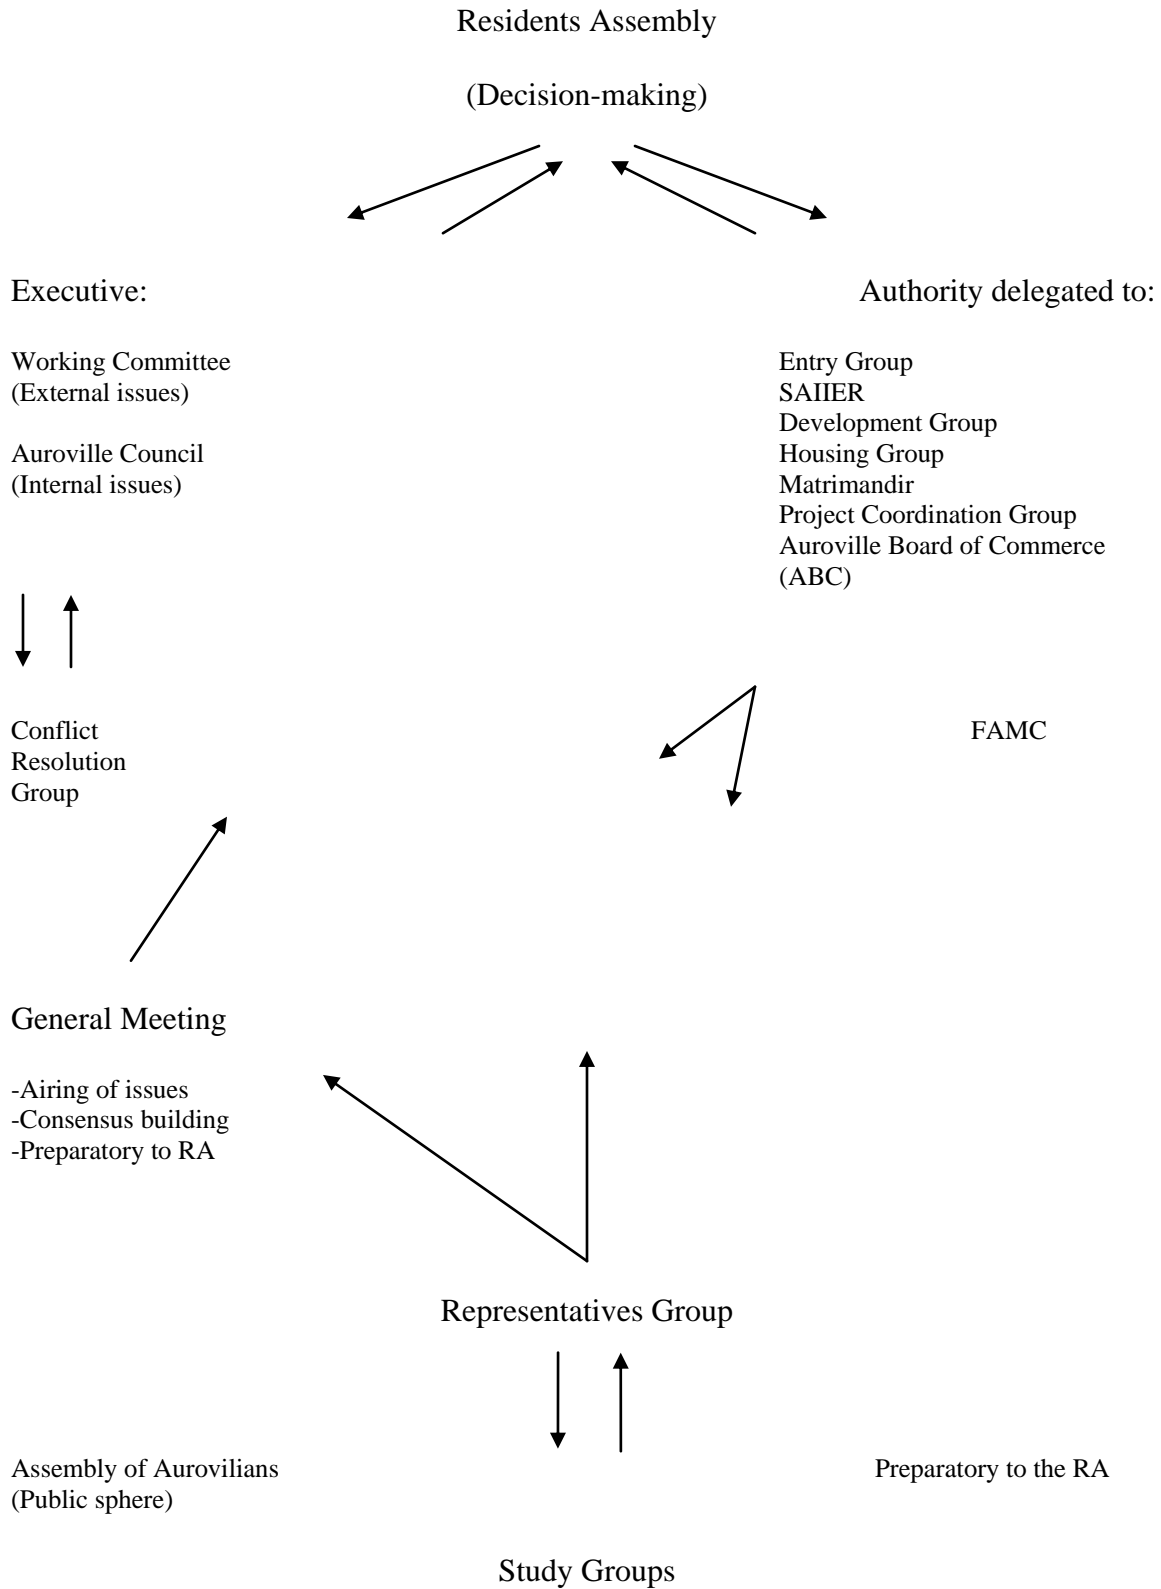 Residents Assembly
(Decision-making)
Executive:
Authority delegated to:
Working Committee
(External issues)
Auroville Council
(Internal issues)
Entry Group
SAIIER
Development Group
Housing Group
Matrimandir
Project Coordination Group
Auroville Board of Commerce
(ABC)
Conflict
Resolution
Group
FAMC
General Meeting
-Airing of issues
-Consensus building
-Preparatory to RA
Representatives Group
Assembly of Aurovilians
(Public sphere)
Preparatory to the RA
Study Groups